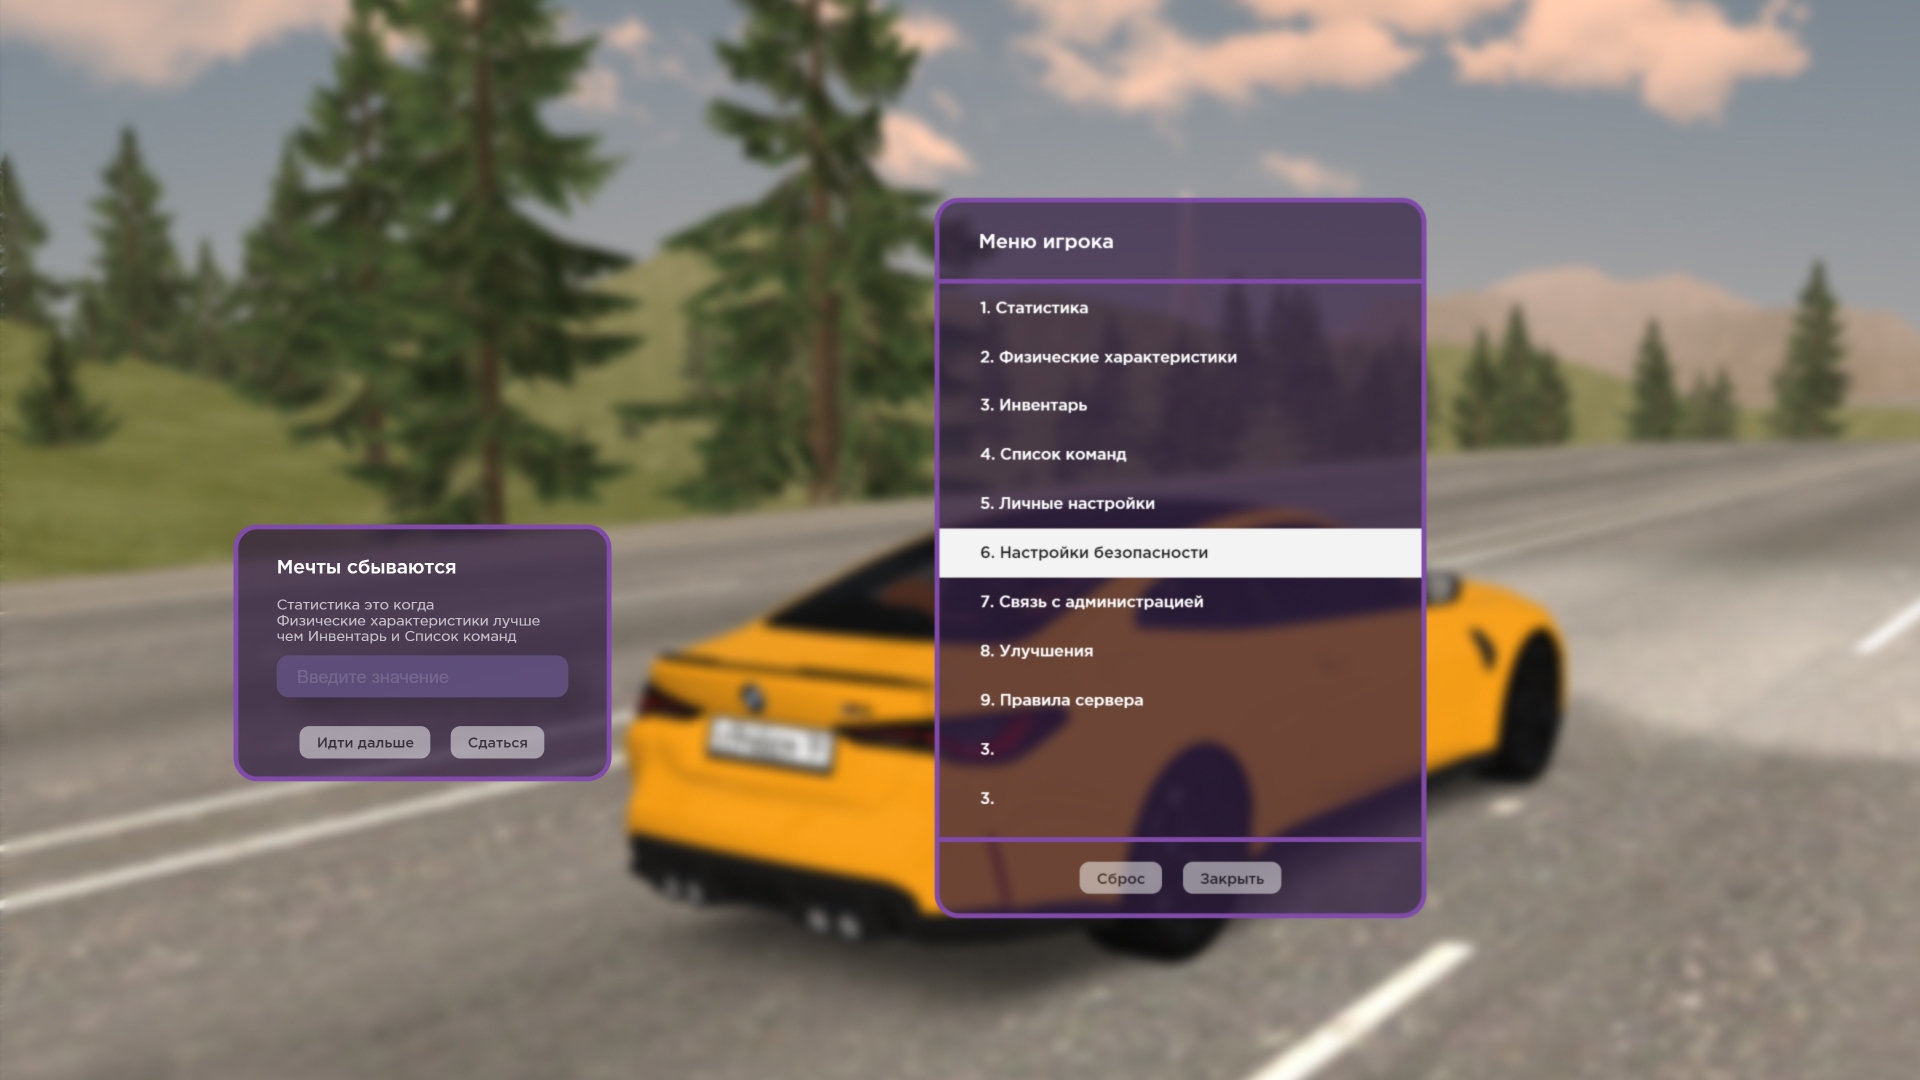 Мечты сбываются
Статистика это когда
Физические характеристики лучше
чем Инвентарь и Список команд
Введите значение
Идти дальше
Сдаться
Меню игрока
1. Статистика
2. Физические характеристики
3. Инвентарь
4. Список команд
5. Личные настройки
6. Настройки безопасности
7. Связь с администрацией
8. Улучшения
9. Правила сервера
3.
3.
Сброс
Закрыть